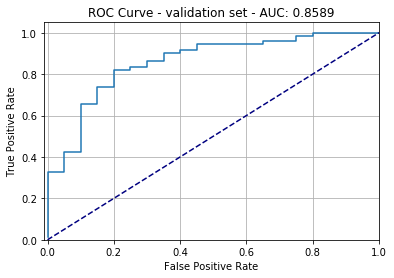 ROC Curve - validation set - AUC: 0.8589
1.0
0.8
0.6
0.4
0.2
0.0
True Positive Rate
0.0 0.2 0.4 0.6 0.8 1.0
False Positive Rate